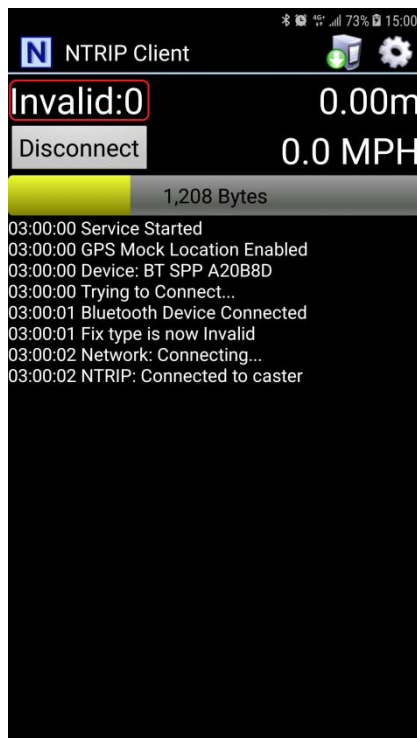 73% 15:00
N NTRIP Client
Invalid:0 0.00m
Disconnect 0.0 MPH
1,208 Bytes
03:00:00 Service Started
03:00:00 GPS Mock Location Enabled
03:00:00 Device: BT SPP A20B8D
03:00:00 Trying to Connect...
03:00:01 Bluetooth Device Connected
03:00:01 Fix type is now Invalid
03:00:02 Network: Connecting...
03:00:02 NTRIP: Connected to caster